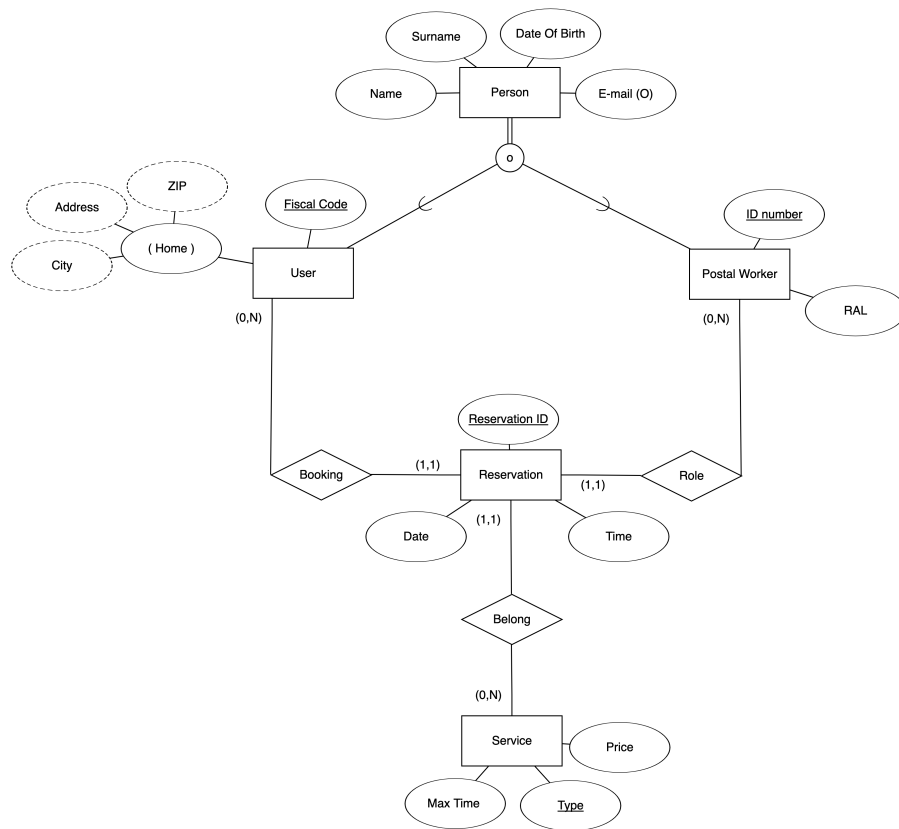 Surname
Date Of Birth
Name
Person
E-mail (O)
o
ZIP
Address
Fiscal Code
ID number
( Home )
City
User
Postal Worker
RAL
(0,N)
(0,N)
Reservation ID
Booking
(1,1)
Reservation
(1,1)
Role
(1,1)
Date
Time
Belong
(0,N)
Service
Price
Max Time
Type